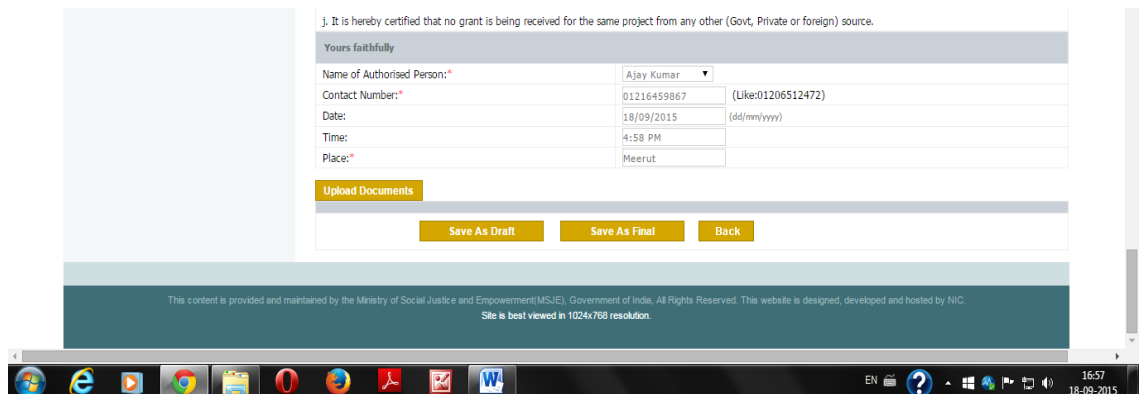 j. It is hereby certified that no grant is being received for the same project from any other (Govt, Private or foreign) source.
Yours faithfully
Name of Authorised Person:* Ajay Kumar
Contact Number:* 01216459867 (Like:01206512472)
Date: 18/09/2015 (dd/mm/yyyy)
Time: 4:58 PM
Place:* Meerut
Upload Documents
Save As Draft Save As Final Back
This content is provided and maintained by the Ministry of Social Justice and Empowerment(MSJE), Government of India, All Rights Reserved. This website is designed, developed and hosted by NIC.
Site is best viewed in 1024x768 resolution.
EN 16:57
18-09-2015